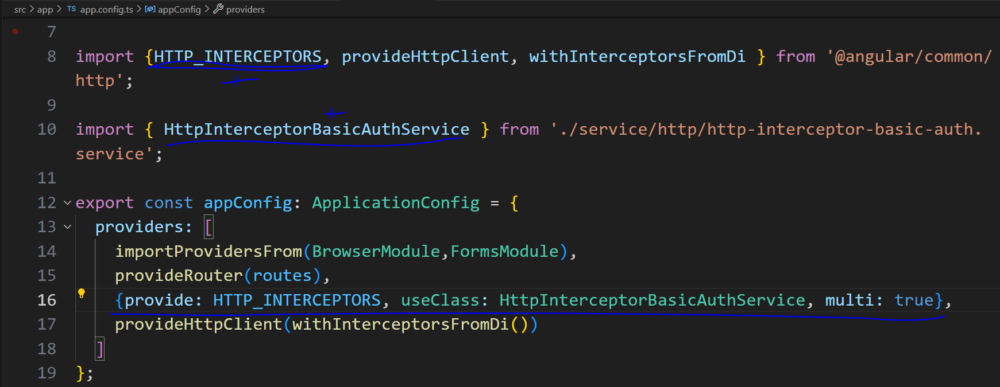 src > app > TS app.config.ts > appConfig > providers
7
8 import {HTTP_INTERCEPTORS, provideHttpClient, withInterceptorsFromDi } from '@angular/common/
http';
9
10 import { HttpInterceptorBasicAuthService } from './service/http/http-interceptor-basic-auth.
service';
11
12 export const appConfig: ApplicationConfig = {
13 providers: [
14 importProvidersFrom(BrowserModule,FormsModule),
15 provideRouter(routes),
16 {provide: HTTP_INTERCEPTORS, useClass: HttpInterceptorBasicAuthService, multi: true},
17 provideHttpClient(withInterceptorsFromDi())
18 ]
19 };